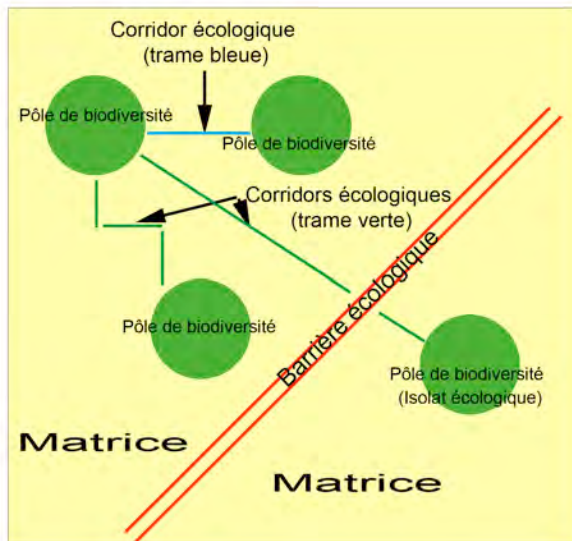 Corridor écologique
(trame bleue)
Pôle de biodiversité
Pôle de biodiversité
Corridors écologiques
(trame verte)
Barrière écologique
Pôle de biodiversité
Pôle de biodiversité
(Isolat écologique)
Matrice
Matrice